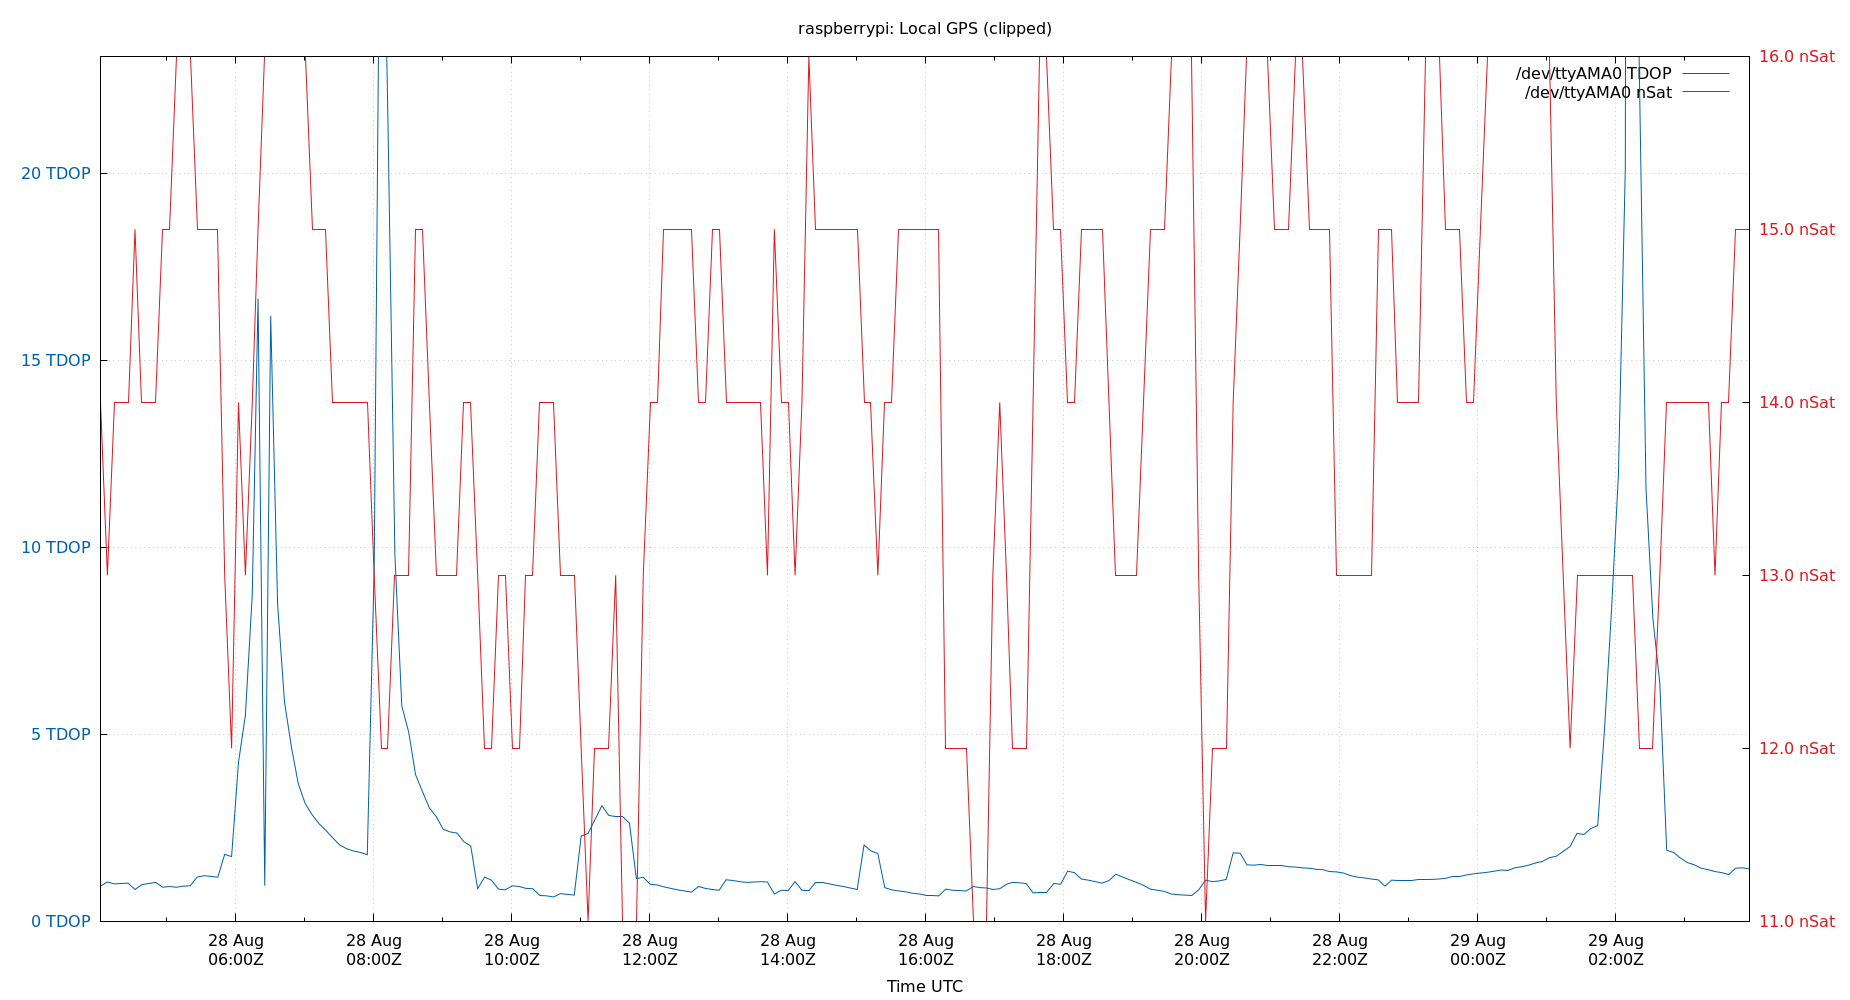 raspberrypi: Local GPS (clipped)
16.0 nSat
/dev/ttyAMA0 TDOP
/dev/ttyAMA0 nSat
20 TDOP
15.0 nSat
15 TDOP
14.0 nSat
10 TDOP
13.0 nSat
5 TDOP
12.0 nSat
0 TDOP
11.0 nSat
28 Aug 28 Aug 28 Aug 28 Aug 28 Aug 28 Aug 28 Aug 28 Aug 28 Aug 29 Aug 29 Aug
06:00Z 08:00Z 10:00Z 12:00Z 14:00Z 16:00Z 18:00Z 20:00Z 22:00Z 00:00Z 02:00Z
Time UTC